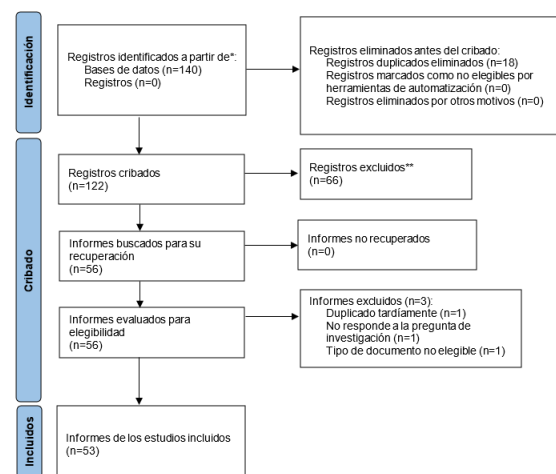 Identificación
Registros identificados a partir de*:
Bases de datos (n=140)
Registros (n=0)
Registros eliminados antes del cribado:
Registros duplicados eliminados (n=18)
Registros marcados como no elegibles por
herramientas de automatización
(n=0)
Registros eliminados por otros motivos (n=0)
Cribado
Registros cribados
(n=122)
Registros excluidos**
(n=66)
Informes buscados para su
recuperación
(n=56)
Informes no recuperados
(n=0)
Informes evaluados para
elegibilidad
(n=56)
Informes excluidos (n=3):
Duplicado tardíamente (n=1)
No responde a la pregunta de
investigación (n=1)
Tipo de documento no elegible (n=1)
Incluidos
Informes de los estudios incluidos
(n=53)